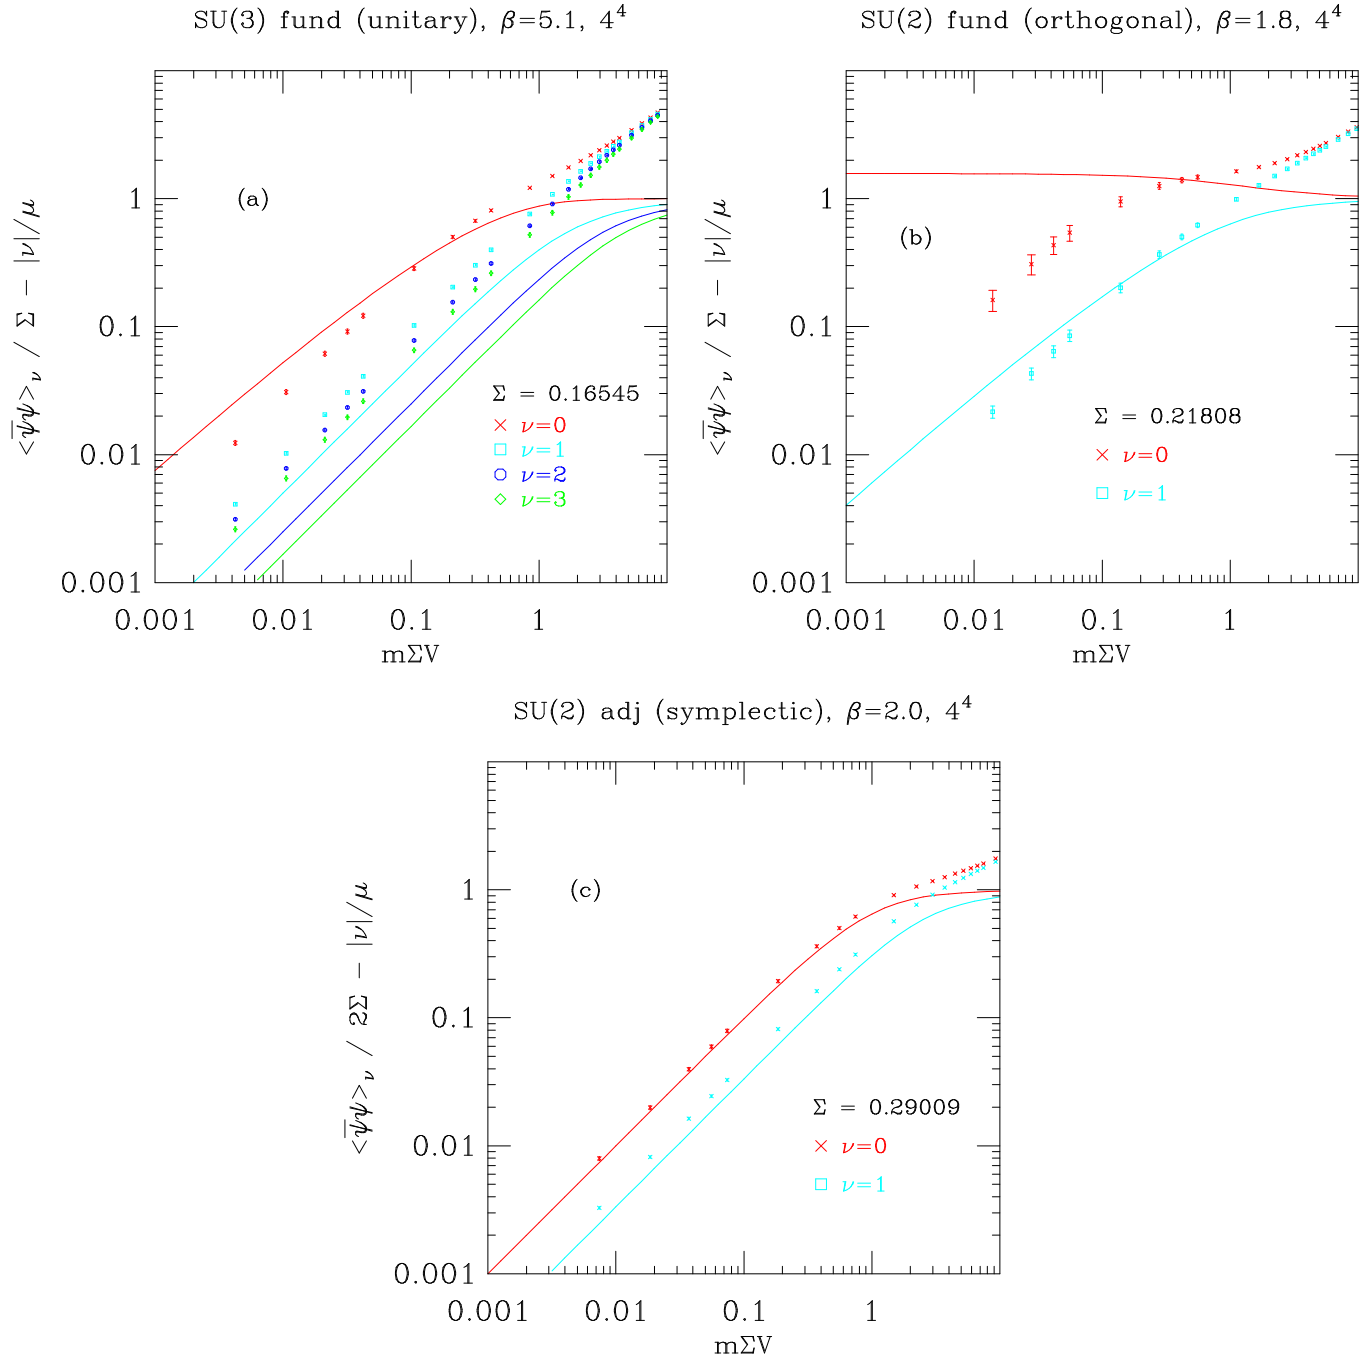 SU(3) fund (unitary), β=5.1, 4⁴
<ψ̅ψ>ν / Σ − |ν|/μ
1
0.1
0.01
0.001
(a)
Σ = 0.16545
ν=0
ν=1
ν=2
ν=3
0.001 0.01 0.1 1
mΣV
SU(2) fund (orthogonal), β=1.8, 4⁴
<ψ̅ψ>ν / Σ − |ν|/μ
1
0.1
0.01
0.001
(b)
Σ = 0.21808
ν=0
ν=1
0.001 0.01 0.1 1
mΣV
SU(2) adj (symplectic), β=2.0, 4⁴
<ψ̅ψ>ν / 2Σ − |ν|/μ
1
0.1
0.01
0.001
(c)
Σ = 0.29009
ν=0
ν=1
0.001 0.01 0.1 1
mΣV